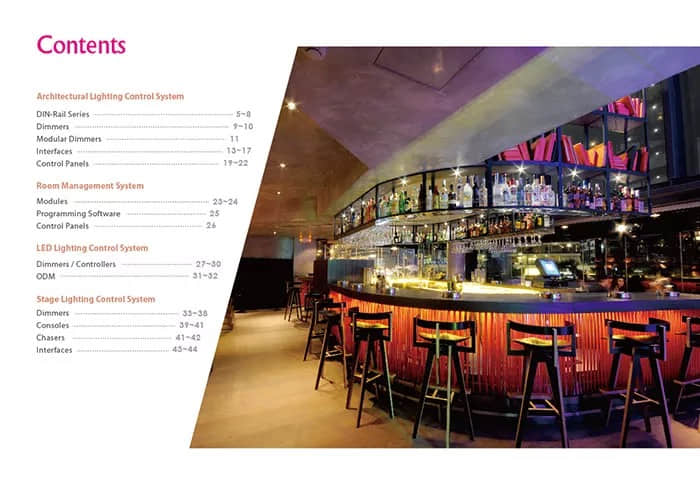 Contents
Architectural Lighting Control System
DIN-Rail Series 5~8
Dimmers 9~10
Modular Dimmers 11
Interfaces 13~17
Control Panels 19~22
Room Management System
Modules 23~24
Programming Software 25
Control Panels 26
LED Lighting Control System
Dimmers / Controllers 27~30
ODM 31~32
Stage Lighting Control System
Dimmers 33~38
Consoles 39~41
Chasers 41~42
Interfaces 43~44